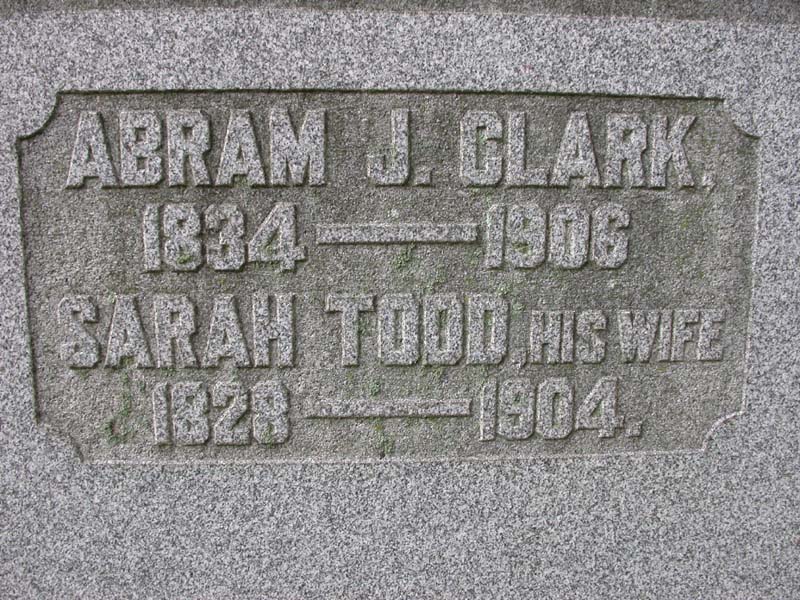 ABRAM J. CLARK,
1834 — 1906
SARAH TODD, HIS WIFE
1828 — 1904.